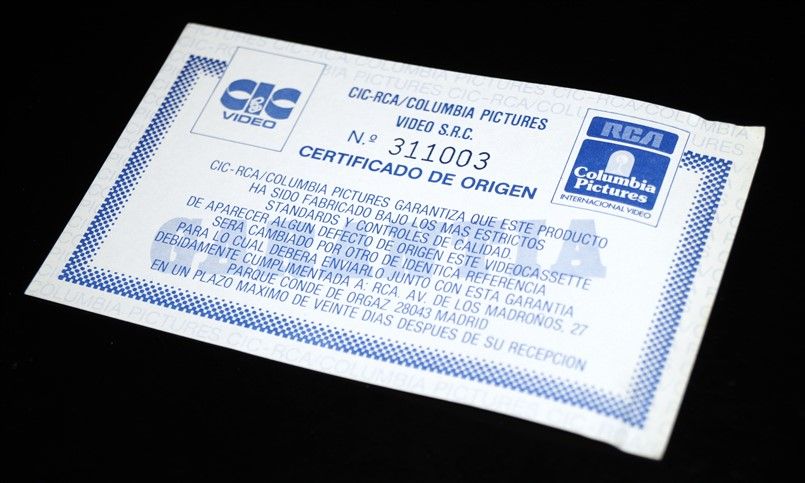 CIC
VIDEO
CIC-RCA/COLUMBIA PICTURES
VIDEO S.R.C.
N.º 311003
CERTIFICADO DE ORIGEN
RCA
Columbia
Pictures
INTERNATIONAL VIDEO
GARANTIA
CIC-RCA/COLUMBIA PICTURES GARANTIZA QUE ESTE PRODUCTO
HA SIDO FABRICADO BAJO LOS MAS ESTRICTOS
STANDARDS Y CONTROLES DE CALIDAD
DE APARECER ALGUN DEFECTO DE ORIGEN ESTE VIDEOCASSETTE
SERA CAMBIADO POR OTRO DE IDENTICA REFERENCIA
PARA LO CUAL DEBERA ENVIARLO JUNTO CON ESTA GARANTIA
DEBIDAMENTE CUMPLIMENTADA A: RCA. AV. DE LOS MADROÑOS, 27
PARQUE CONDE DE ORGAZ 28043 MADRID
EN UN PLAZO MAXIMO DE VEINTE DIAS DESPUES DE SU RECEPCION